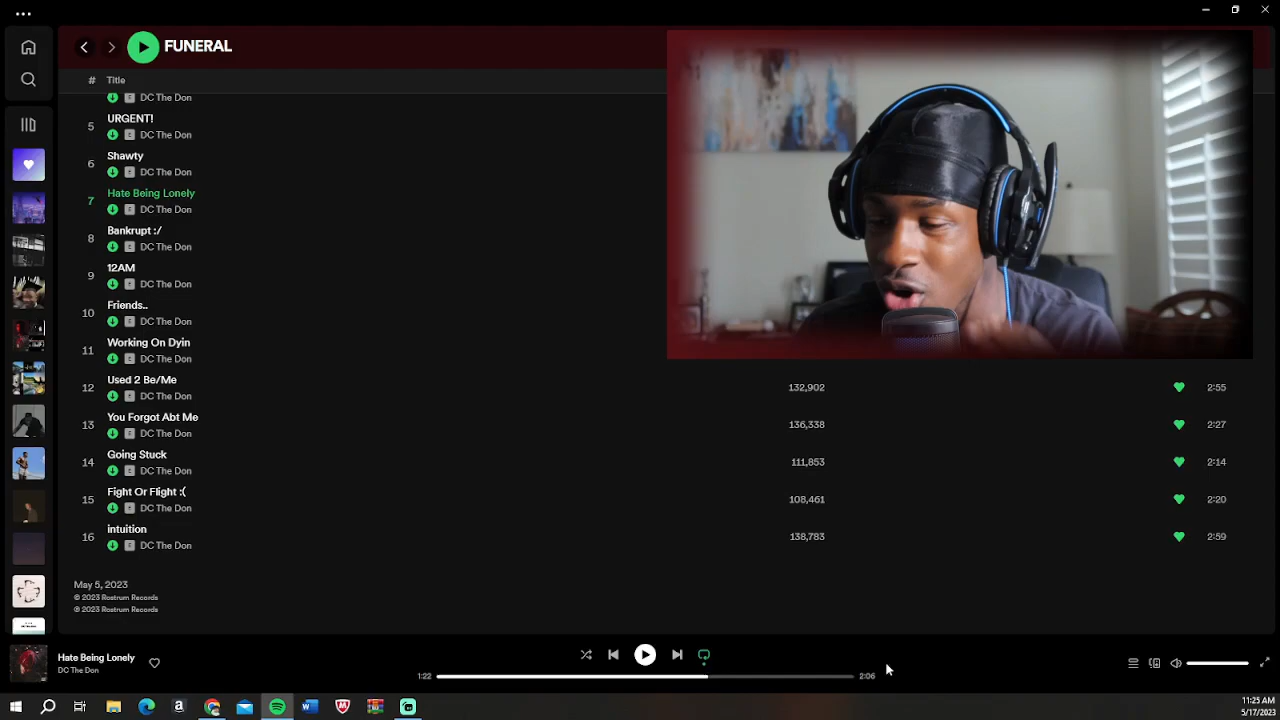 FUNERAL
# Title
E DC The Don
5 URGENT!
E DC The Don
6 Shawty
E DC The Don
7 Hate Being Lonely
E DC The Don
8 Bankrupt :/
E DC The Don
9 12AM
E DC The Don
10 Friends..
E DC The Don
11 Working On Dyin
E DC The Don
12 Used 2 Be/Me 132,902 2:55
E DC The Don
13 You Forgot Abt Me 136,338 2:27
E DC The Don
14 Going Stuck 111,853 2:14
E DC The Don
15 Fight Or Flight :( 108,461 2:20
E DC The Don
16 intuition 138,783 2:59
E DC The Don
May 5, 2023
© 2023 Rostrum Records
℗ 2023 Rostrum Records
Hate Being Lonely
DC The Don
1:22 2:06
11:25 AM
5/17/2023